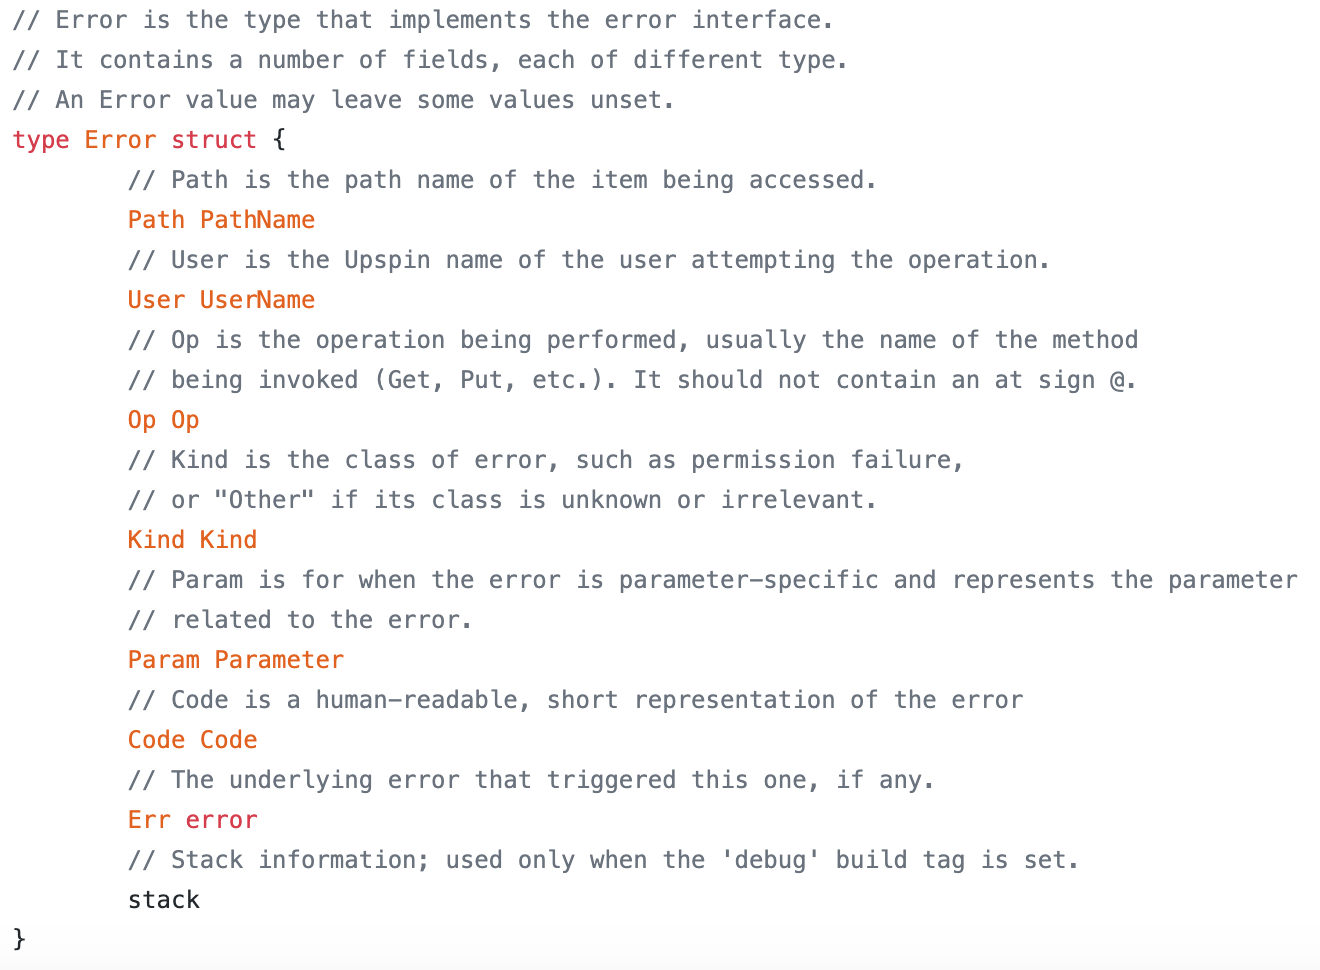 // Error is the type that implements the error interface.
// It contains a number of fields, each of different type.
// An Error value may leave some values unset.
type Error struct {
// Path is the path name of the item being accessed.
Path PathName
// User is the Upspin name of the user attempting the operation.
User UserName
// Op is the operation being performed, usually the name of the method
// being invoked (Get, Put, etc.). It should not contain an at sign @.
Op Op
// Kind is the class of error, such as permission failure,
// or "Other" if its class is unknown or irrelevant.
Kind Kind
// Param is for when the error is parameter-specific and represents the parameter
// related to the error.
Param Parameter
// Code is a human-readable, short representation of the error
Code Code
// The underlying error that triggered this one, if any.
Err error
// Stack information; used only when the 'debug' build tag is set.
stack
}